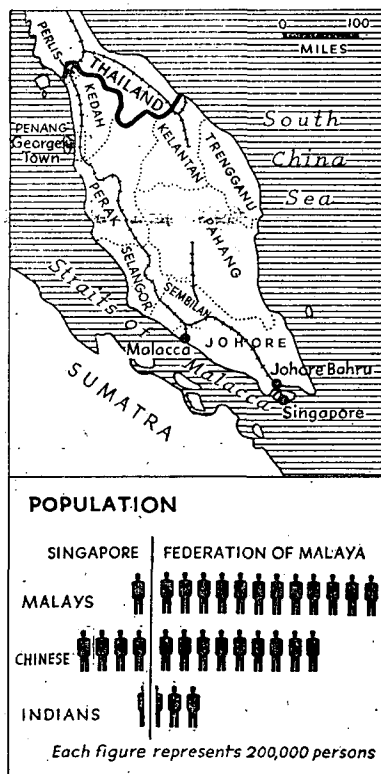 0 100
MILES
PERLIS
THAILAND
KEDAH
PENANG
George
Town
KELANTAN
TRENGGANU
South
China
Sea
PERAK
PAHANG
SELANGOR
SEMBILAN
Straits of
Malacca
Malacca
JOHORE
Johore Bahru
Singapore
SUMATRA
POPULATION
SINGAPORE FEDERATION OF MALAYA
MALAYS
CHINESE
INDIANS
Each figure represents 200,000 persons